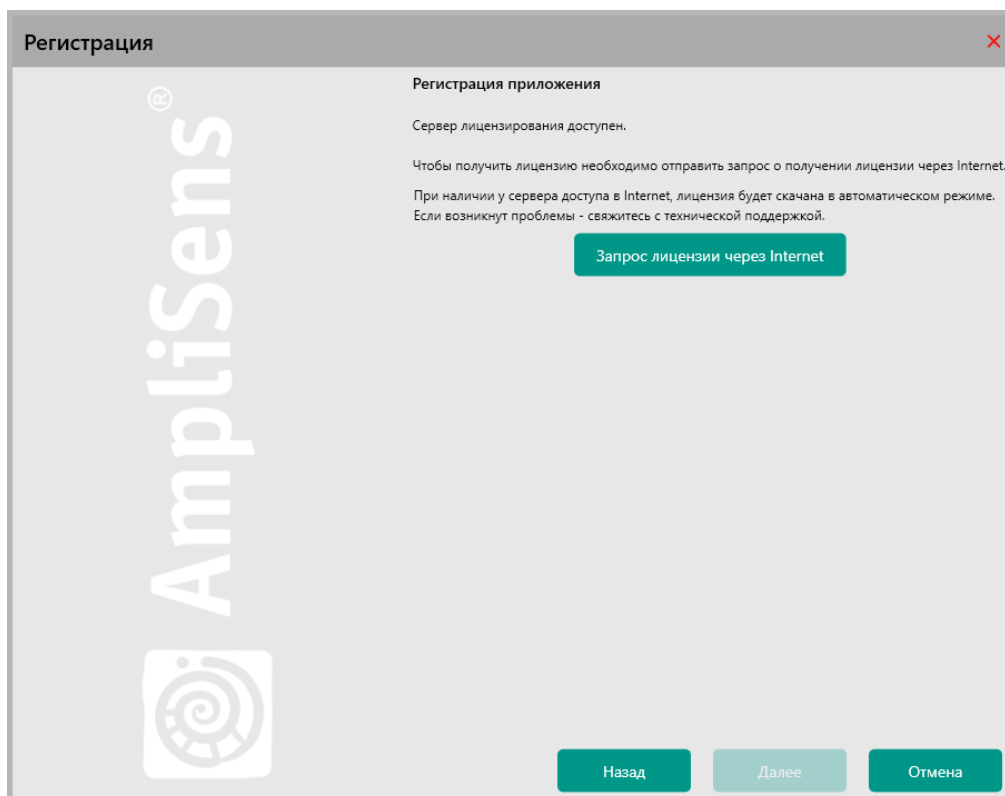 Регистрация
Регистрация приложения
Сервер лицензирования доступен.
Чтобы получить лицензию необходимо отправить запрос о получении лицензии через Internet.
При наличии у сервера доступа в Internet, лицензия будет скачана в автоматическом режиме.
Если возникнут проблемы - свяжитесь с технической поддержкой.
Запрос лицензии через Internet
AmpliSens®
Назад
Далее
Отмена